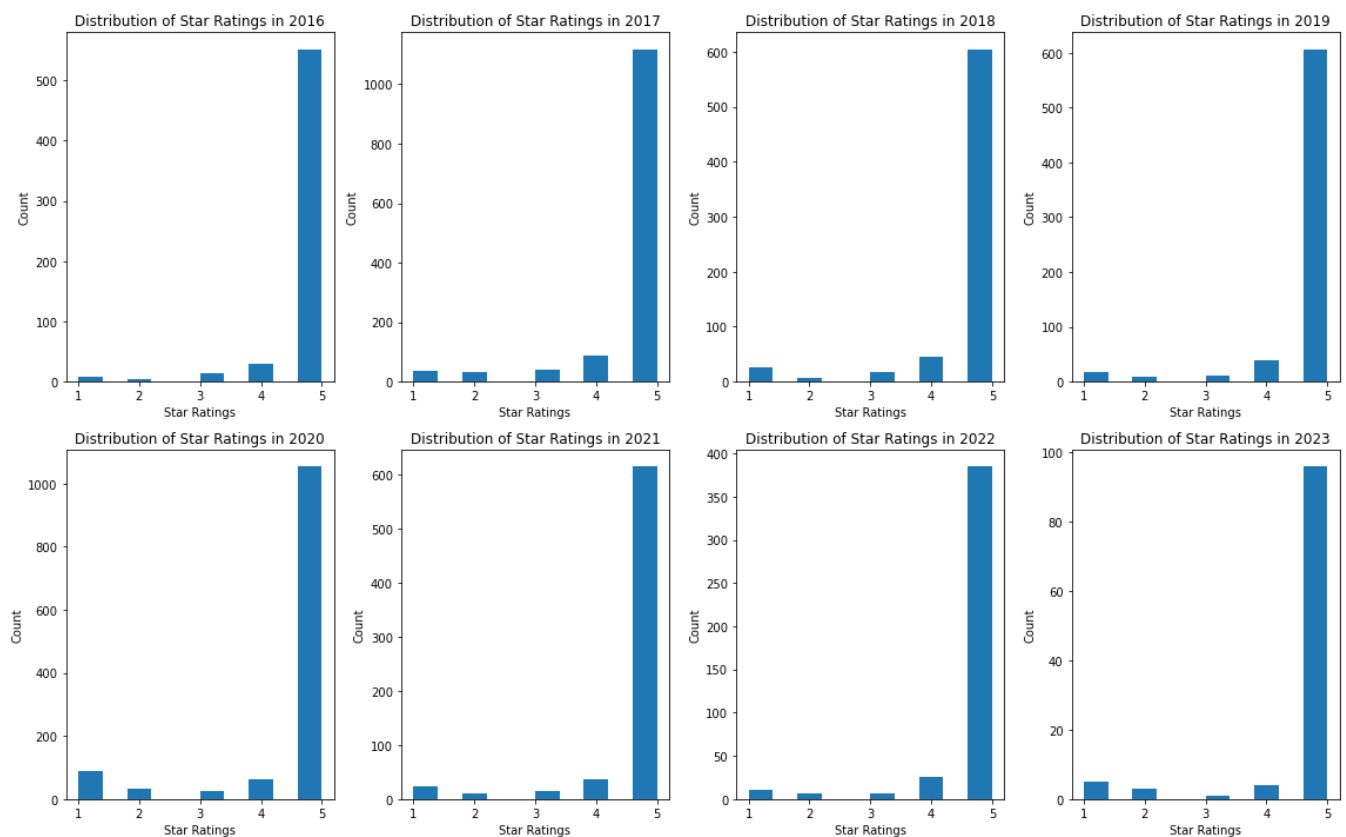 Distribution of Star Ratings in 2016
500
400
300
200
100
0
Count
1 2 3 4 5
Star Ratings
Distribution of Star Ratings in 2017
1000
800
600
400
200
0
Count
1 2 3 4 5
Star Ratings
Distribution of Star Ratings in 2018
600
500
400
300
200
100
0
Count
1 2 3 4 5
Star Ratings
Distribution of Star Ratings in 2019
600
500
400
300
200
100
0
Count
1 2 3 4 5
Star Ratings
Distribution of Star Ratings in 2020
1000
800
600
400
200
0
Count
1 2 3 4 5
Star Ratings
Distribution of Star Ratings in 2021
600
500
400
300
200
100
0
Count
1 2 3 4 5
Star Ratings
Distribution of Star Ratings in 2022
400
350
300
250
200
150
100
50
0
Count
1 2 3 4 5
Star Ratings
Distribution of Star Ratings in 2023
100
80
60
40
20
0
Count
1 2 3 4 5
Star Ratings